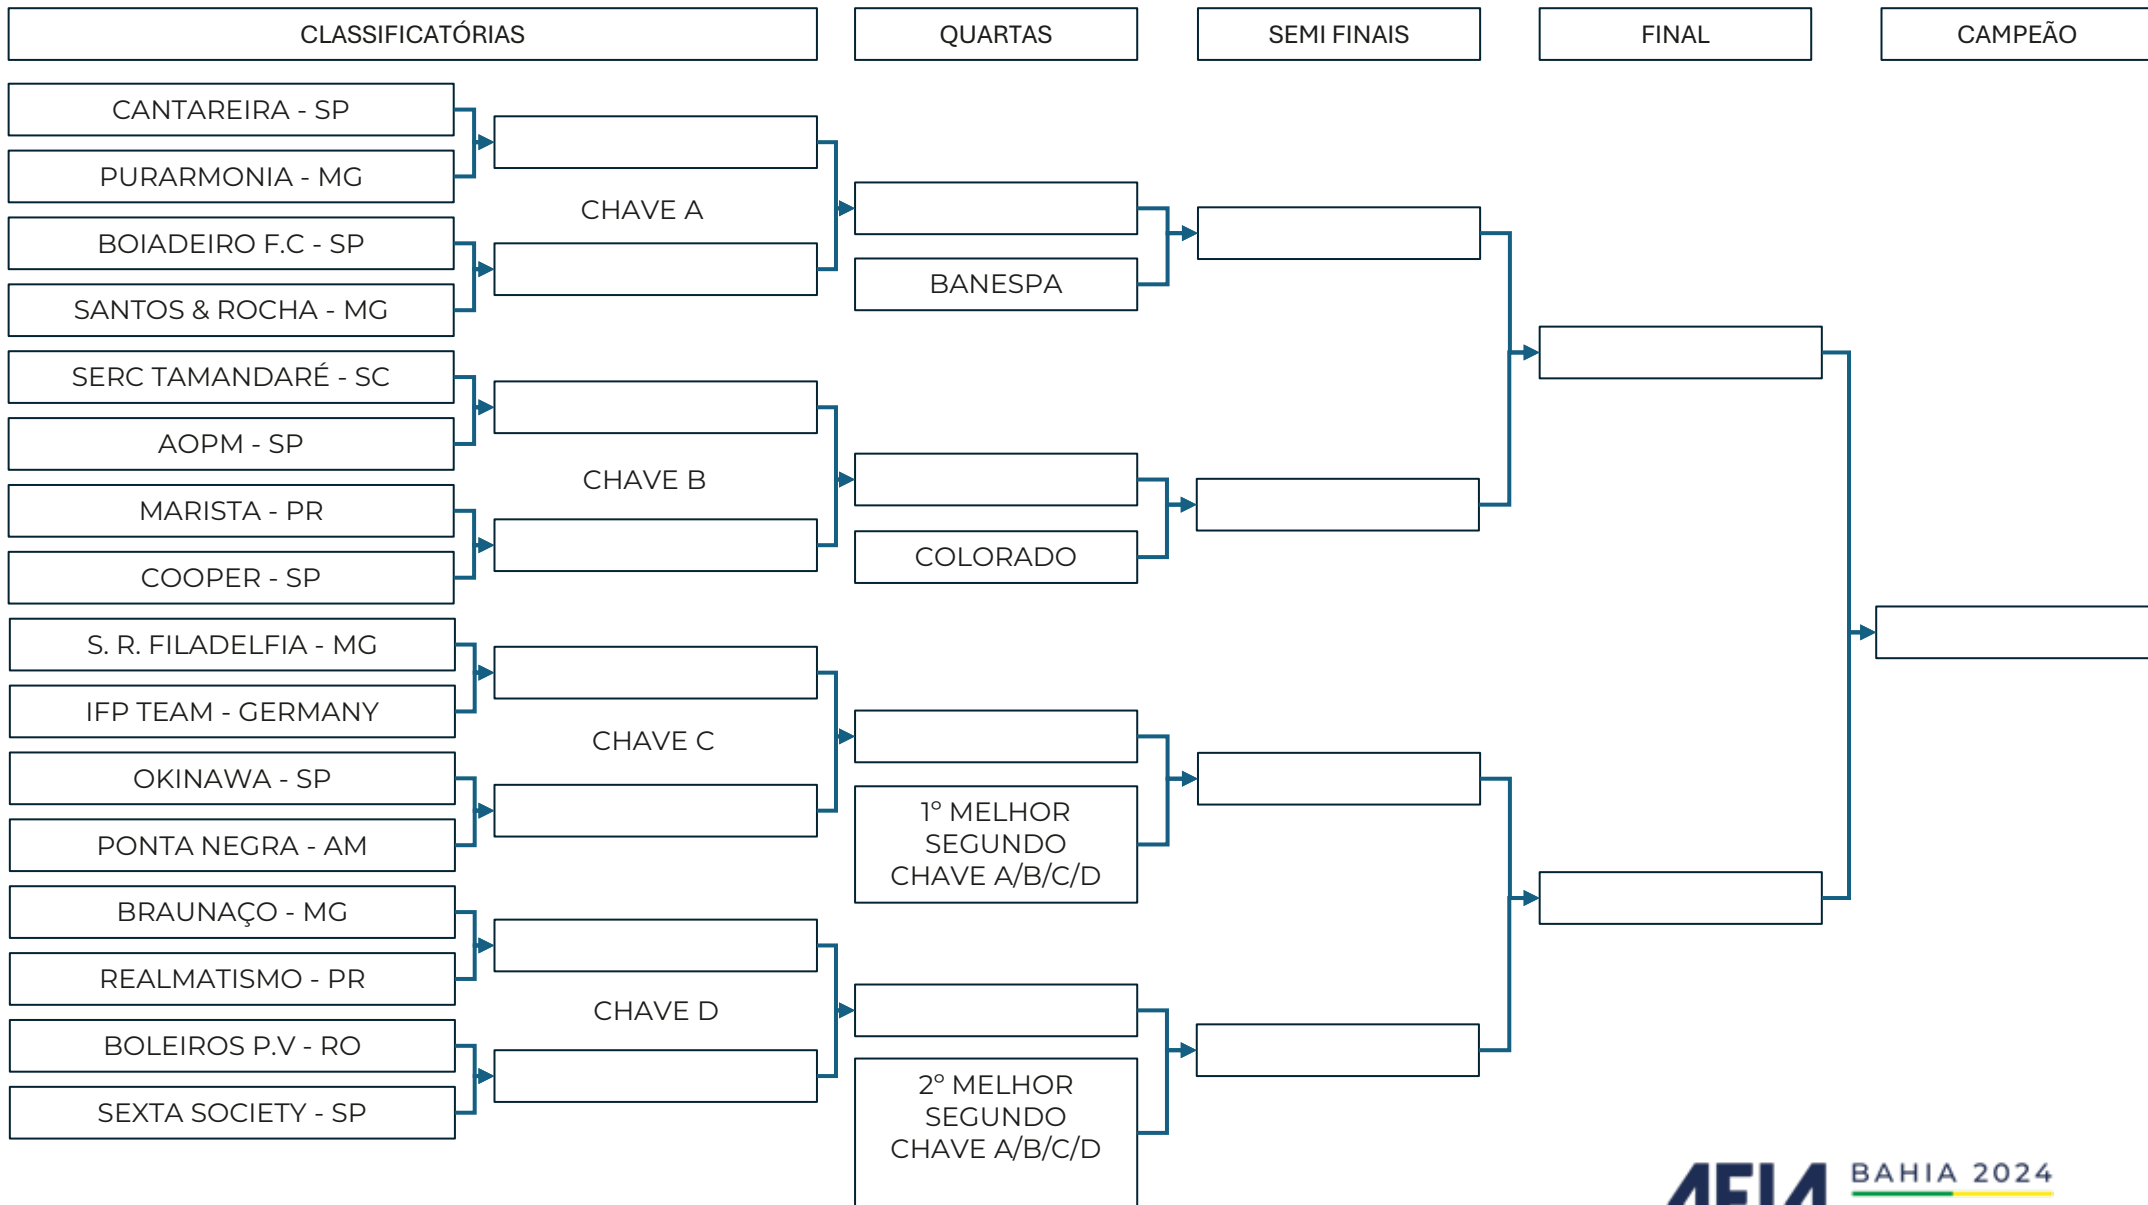 CLASSIFICATÓRIAS
QUARTAS
SEMI FINAIS
FINAL
CAMPEÃO
CANTAREIRA - SP
PURARMONIA - MG
CHAVE A
BOIADEIRO F.C - SP
SANTOS & ROCHA - MG
BANESPA
SERC TAMANDARÉ - SC
AOPM - SP
CHAVE B
MARISTA - PR
COOPER - SP
COLORADO
S. R. FILADELFIA - MG
IFP TEAM - GERMANY
CHAVE C
OKINAWA - SP
PONTA NEGRA - AM
1º MELHOR
SEGUNDO
CHAVE A/B/C/D
BRAUNAÇO - MG
REALMATISMO - PR
CHAVE D
BOLEIROS P.V - RO
SEXTA SOCIETY - SP
2º MELHOR
SEGUNDO
CHAVE A/B/C/D
BAHIA 2024